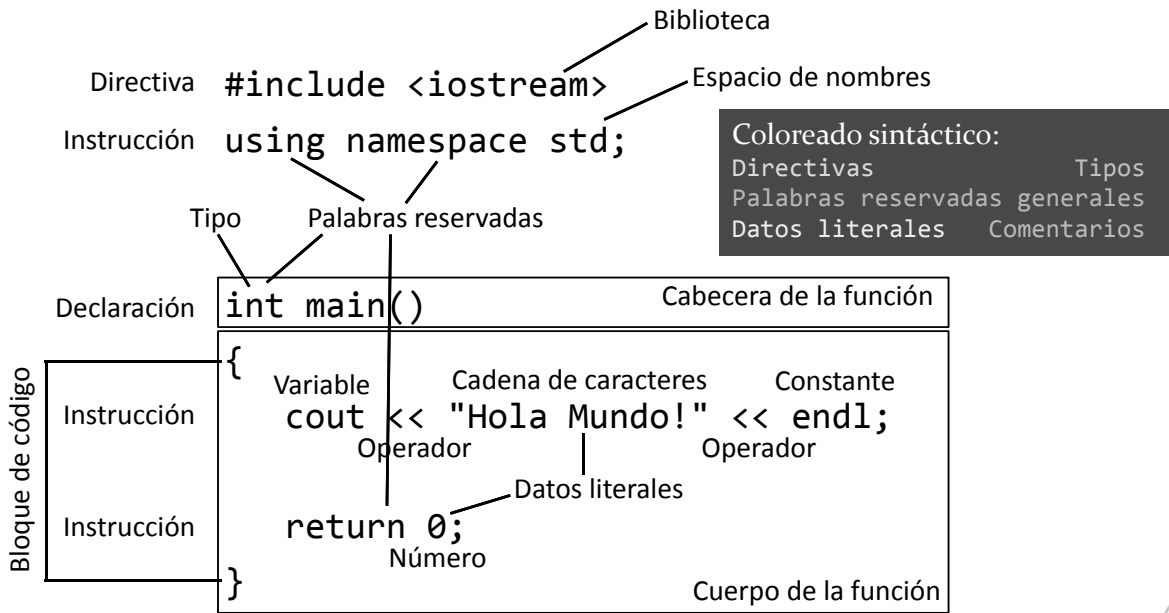 Biblioteca
Directiva #include <iostream>
Espacio de nombres
Instrucción using namespace std;
Coloreado sintáctico:
Directivas Tipos
Palabras reservadas generales
Datos literales Comentarios
Tipo Palabras reservadas
Declaración int main() Cabecera de la función
Bloque de código
{
Variable Cadena de caracteres Constante
Instrucción cout << "Hola Mundo!" << endl;
Operador Operador
Datos literales
Instrucción return 0;
Número
}
Cuerpo de la función